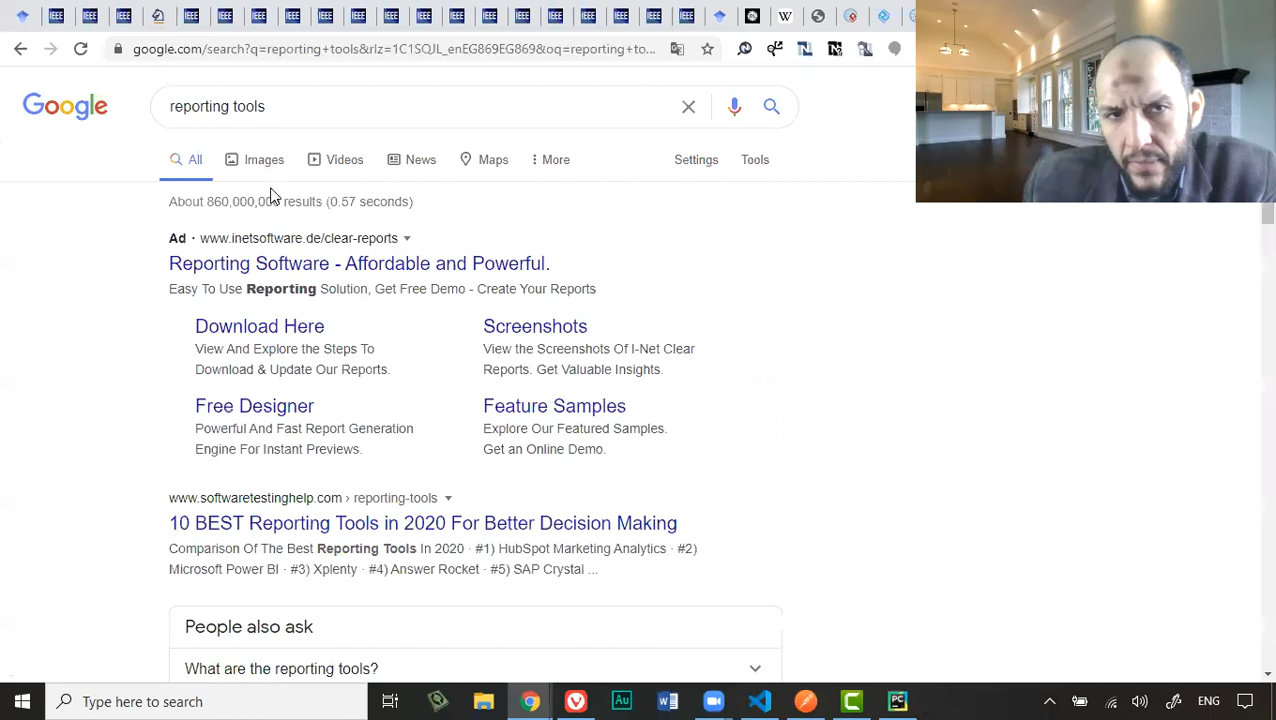 google.com/search?q=reporting+tools&rlz=1C1SQJL_enEG869EG869&oq=reporting+to...
Google
reporting tools
All
Images
Videos
News
Maps
More
Settings
Tools
results (0.57 seconds)
Ad · www.inetsoftware.de/clear-reports
Reporting Software - Affordable and Powerful.
Easy To Use Reporting Solution, Get Free Demo - Create Your Reports
Download Here
View And Explore the Steps To
Download & Update Our Reports.
Screenshots
View the Screenshots Of I-Net Clear
Reports. Get Valuable Insights.
Free Designer
Powerful And Fast Report Generation
Engine For Instant Previews.
Feature Samples
Explore Our Featured Samples.
Get an Online Demo.
www.softwaretestinghelp.com › reporting-tools
10 BEST Reporting Tools in 2020 For Better Decision Making
Comparison Of The Best Reporting Tools In 2020 · #1) HubSpot Marketing Analytics · #2)
Microsoft Power BI · #3) Xplenty · #4) Answer Rocket · #5) SAP Crystal ...
People also ask
What are the reporting tools?
Type here to search
ENG